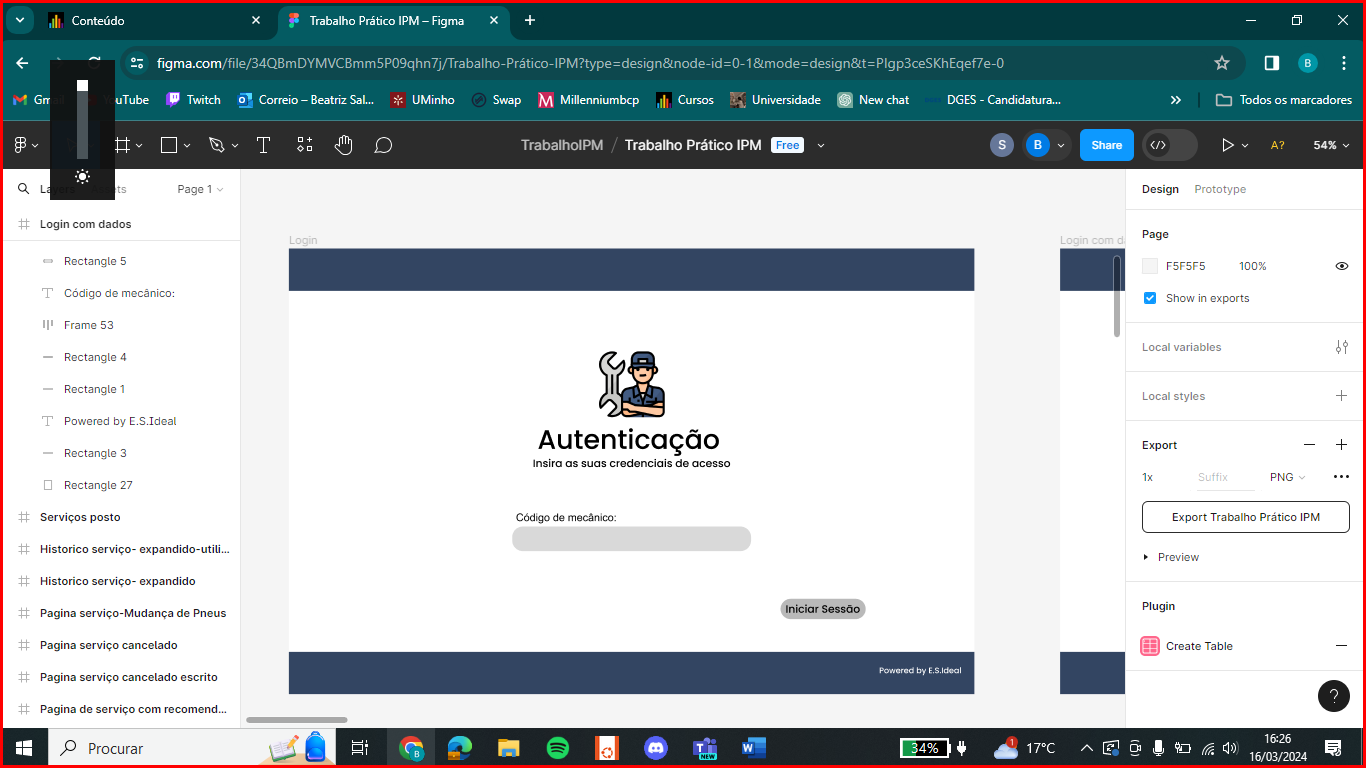 Conteúdo
Trabalho Prático IPM – Figma
figma.com/file/34QBmDYMVCBmm5P09qhn7j/Trabalho-Prático-IPM?type=design&node-id=0-1&mode=design&t=PIgp3ceSKhEqef7e-0
B
YouTube
Twitch
Correio – Beatriz Sal...
UMinho
Swap
Millenniumbcp
Cursos
Universidade
New chat
DGES - Candidatura...
Todos os marcadores
TrabalhoIPM / Trabalho Prático IPM
Free
S
B
Share
A?
54%
Page 1
Login com dados
Rectangle 5
Código de mecânico:
Frame 53
Rectangle 4
Rectangle 1
Powered by E.S.Ideal
Rectangle 3
Rectangle 27
Serviços posto
Historico serviço- expandido-utili...
Historico serviço- expandido
Pagina serviço-Mudança de Pneus
Pagina serviço cancelado
Pagina serviço cancelado escrito
Pagina de serviço com recomend...
Login
Autenticação
Insira as suas credenciais de acesso
Código de mecânico:
Iniciar Sessão
Powered by E.S.Ideal
Login com
Design
Prototype
Page
F5F5F5
100%
Show in exports
Local variables
Local styles
Export
1x
Suffix
PNG
Export Trabalho Prático IPM
Preview
Plugin
Create Table
?
Procurar
34%
1
17°C
16:26
16/03/2024